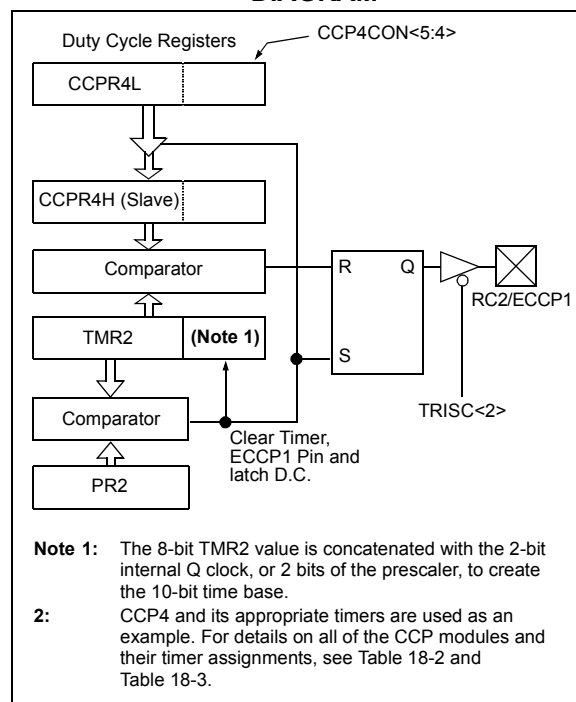 Duty Cycle Registers
CCP4CON<5:4>
CCPR4L
CCPR4H (Slave)
Comparator
R
Q
RC2/ECCP1
TMR2
(Note 1)
S
TRISC<2>
Comparator
Clear Timer,
ECCP1 Pin and
latch D.C.
PR2
Note 1: The 8-bit TMR2 value is concatenated with the 2-bit
internal Q clock, or 2 bits of the prescaler, to create
the 10-bit time base.
2: CCP4 and its appropriate timers are used as an
example. For details on all of the CCP modules and
their timer assignments, see Table 18-2 and
Table 18-3.